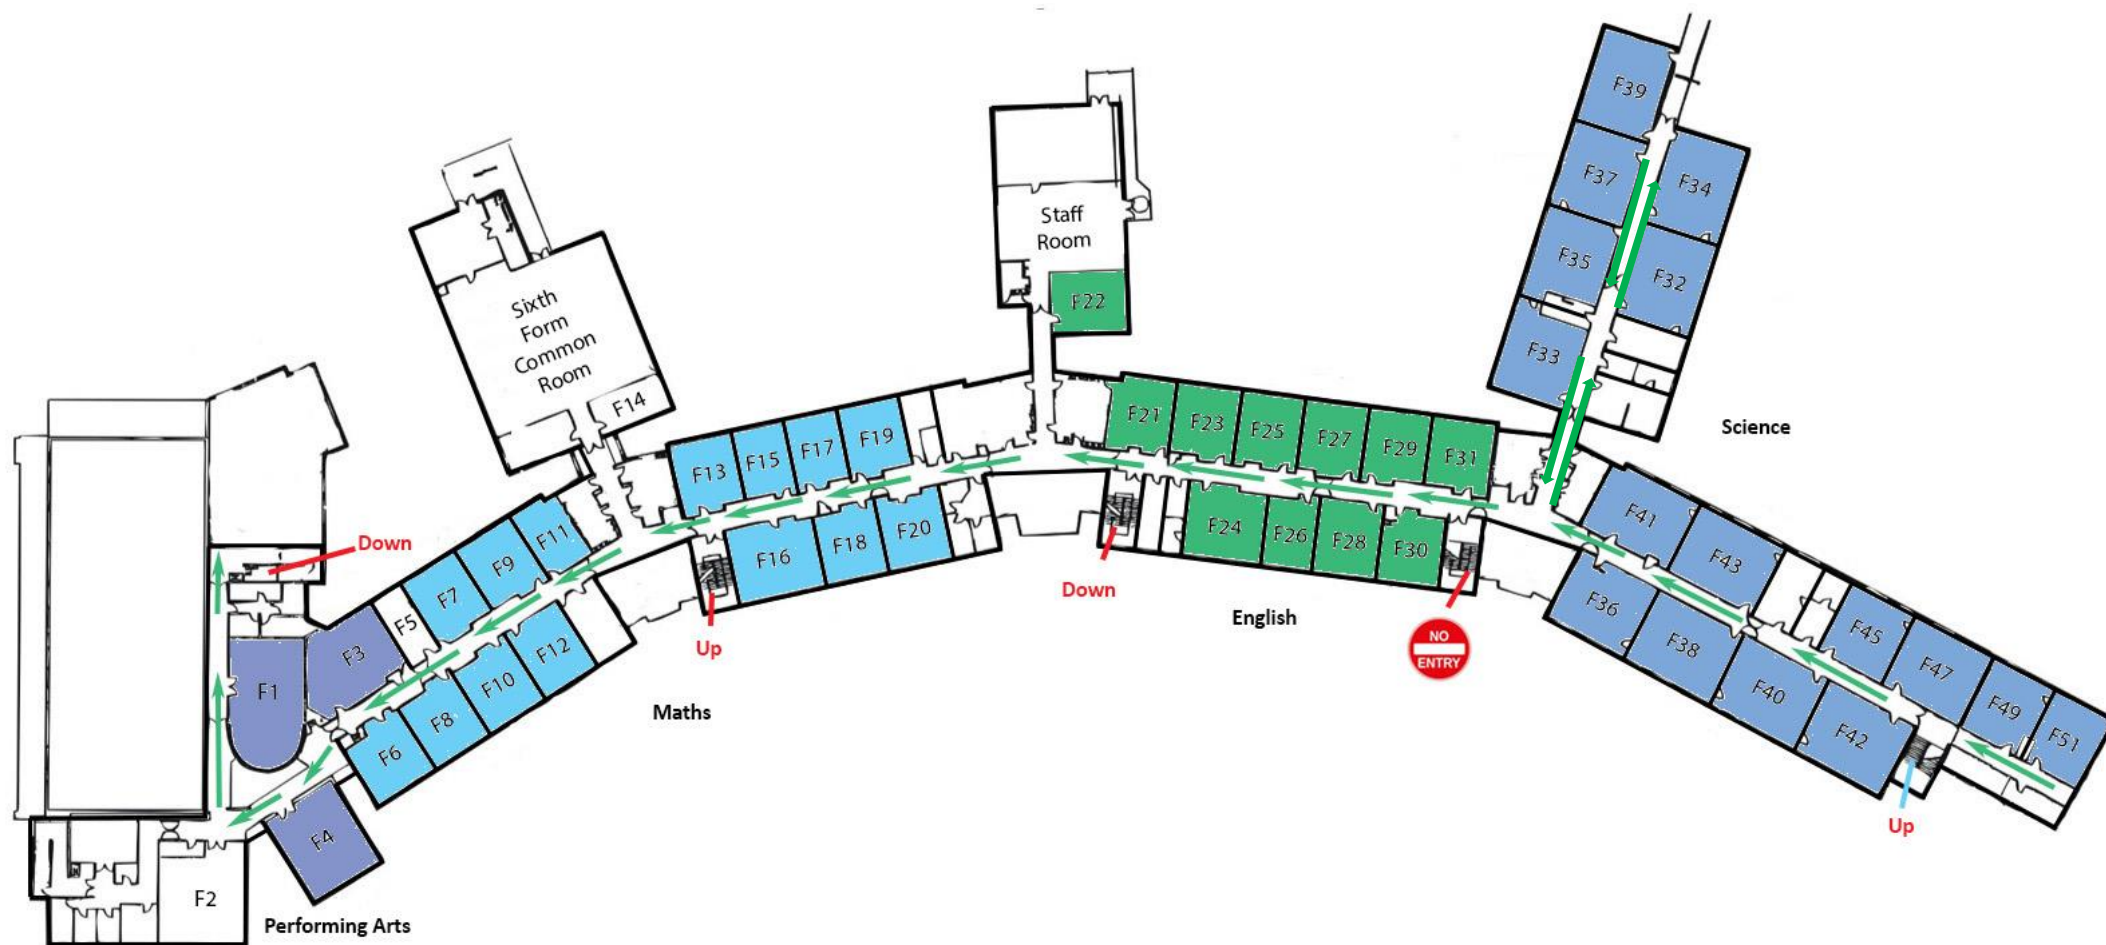 F39
F37
F34
F35
F32
F33
Science
Staff
Room
F22
Sixth
Form
Common
Room
F14
F21
F23
F25
F27
F29
F31
F24
F26
F28
F30
Down
English
NO
ENTRY
F41
F43
F45
F47
F49
F51
F36
F38
F40
F42
Up
F13
F15
F17
F19
F16
F18
F20
Up
Maths
F11
F9
F7
F5
F3
F12
F10
F8
F6
Down
F1
F4
F2
Performing Arts